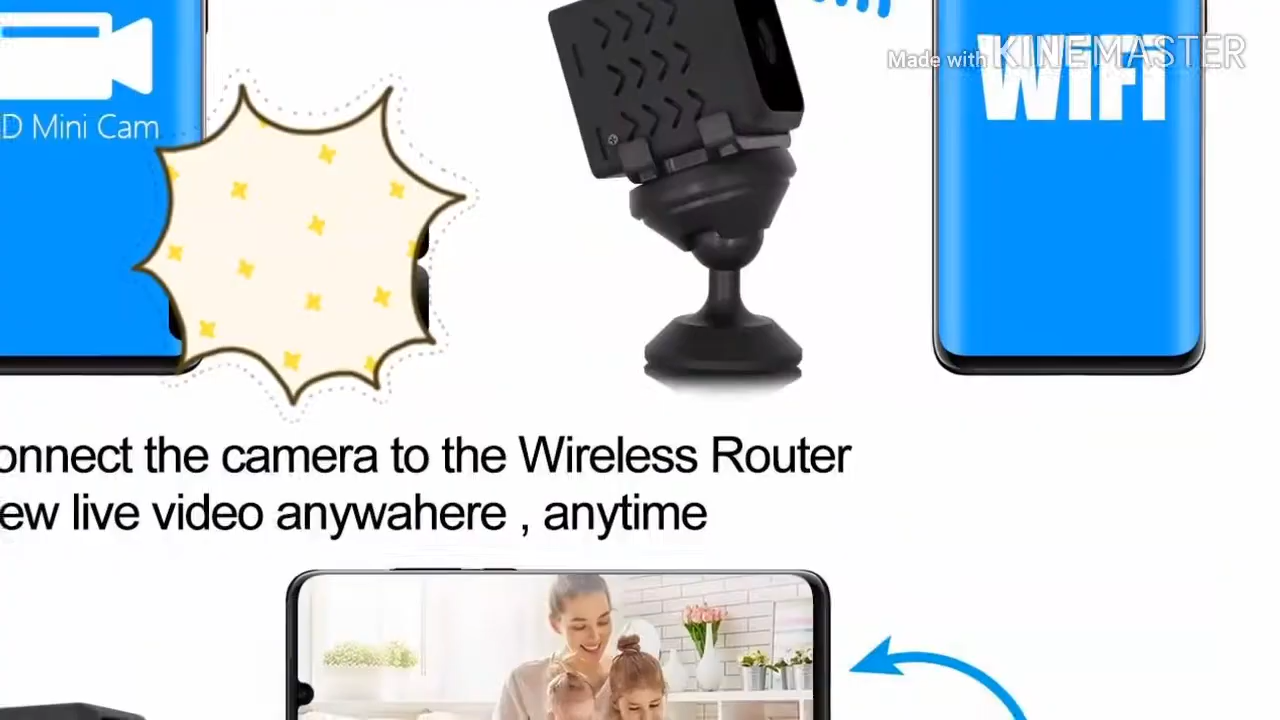 Made with KINEMASTER
WiFi
D Mini Cam
onnect the camera to the Wireless Router
ew live video anywahere , anytime